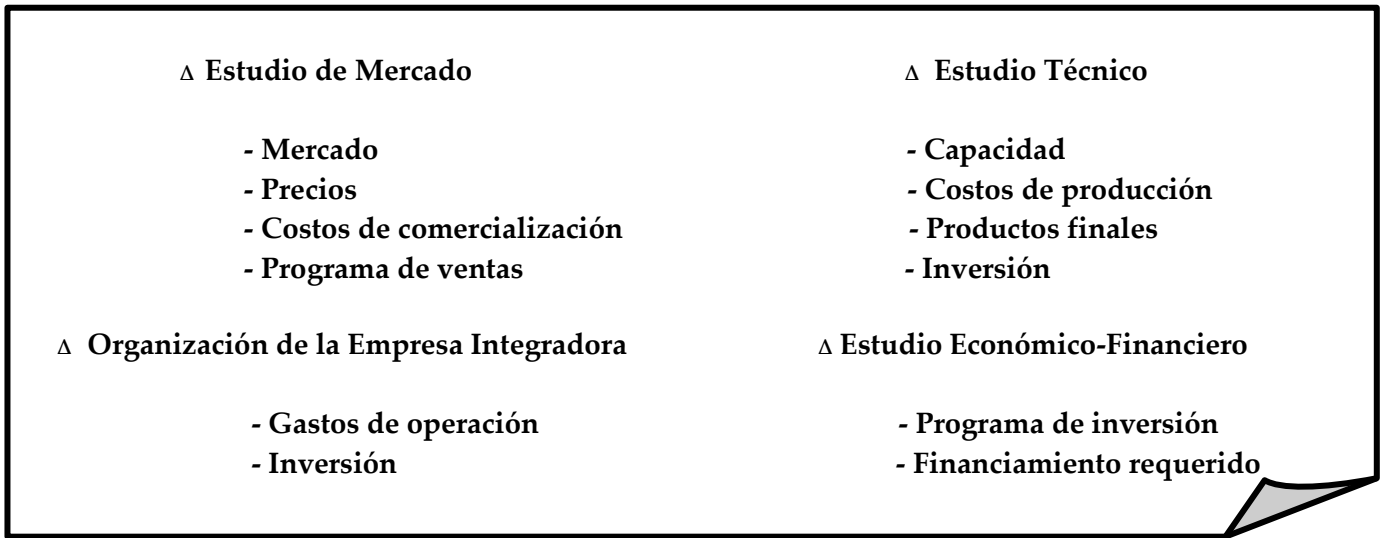 Δ Estudio de Mercado
- Mercado
- Precios
- Costos de comercialización
- Programa de ventas
Δ Estudio Técnico
- Capacidad
- Costos de producción
- Productos finales
- Inversión
Δ Organización de la Empresa Integradora
- Gastos de operación
- Inversión
Δ Estudio Económico-Financiero
- Programa de inversión
- Financiamiento requerido